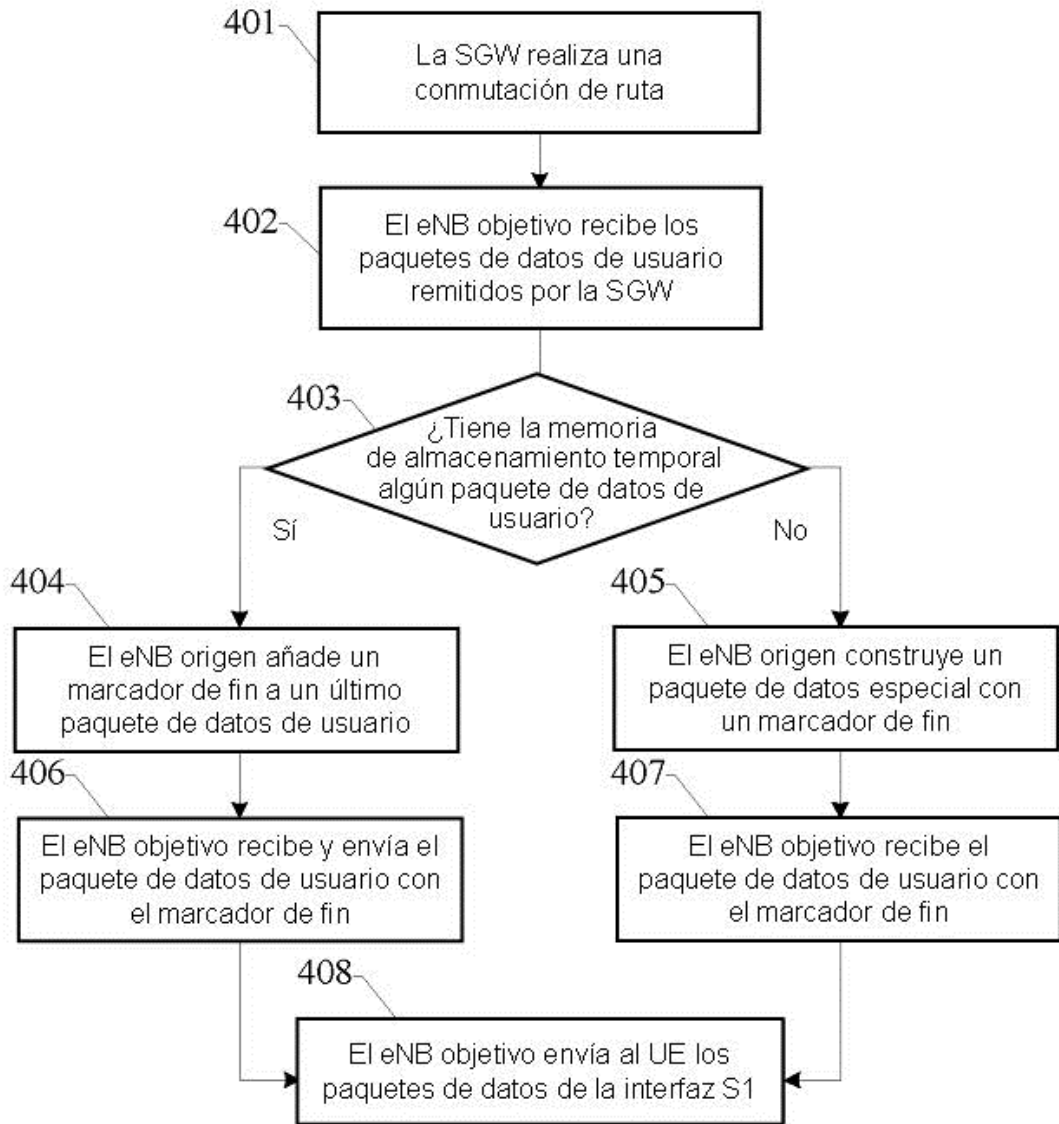 401
La SGW realiza una
conmutación de ruta
402
El eNB objetivo recibe los
paquetes de datos de usuario
remitidos por la SGW
403
¿Tiene la memoria
de almacenamiento temporal
algún paquete de datos de
usuario?
Sí
No
404
El eNB origen añade un
marcador de fin a un último
paquete de datos de usuario
405
El eNB origen construye un
paquete de datos especial con
un marcador de fin
406
El eNB objetivo recibe y envía el
paquete de datos de usuario con
el marcador de fin
407
El eNB objetivo recibe el
paquete de datos de usuario con
el marcador de fin
408
El eNB objetivo envía al UE los
paquetes de datos de la interfaz S1